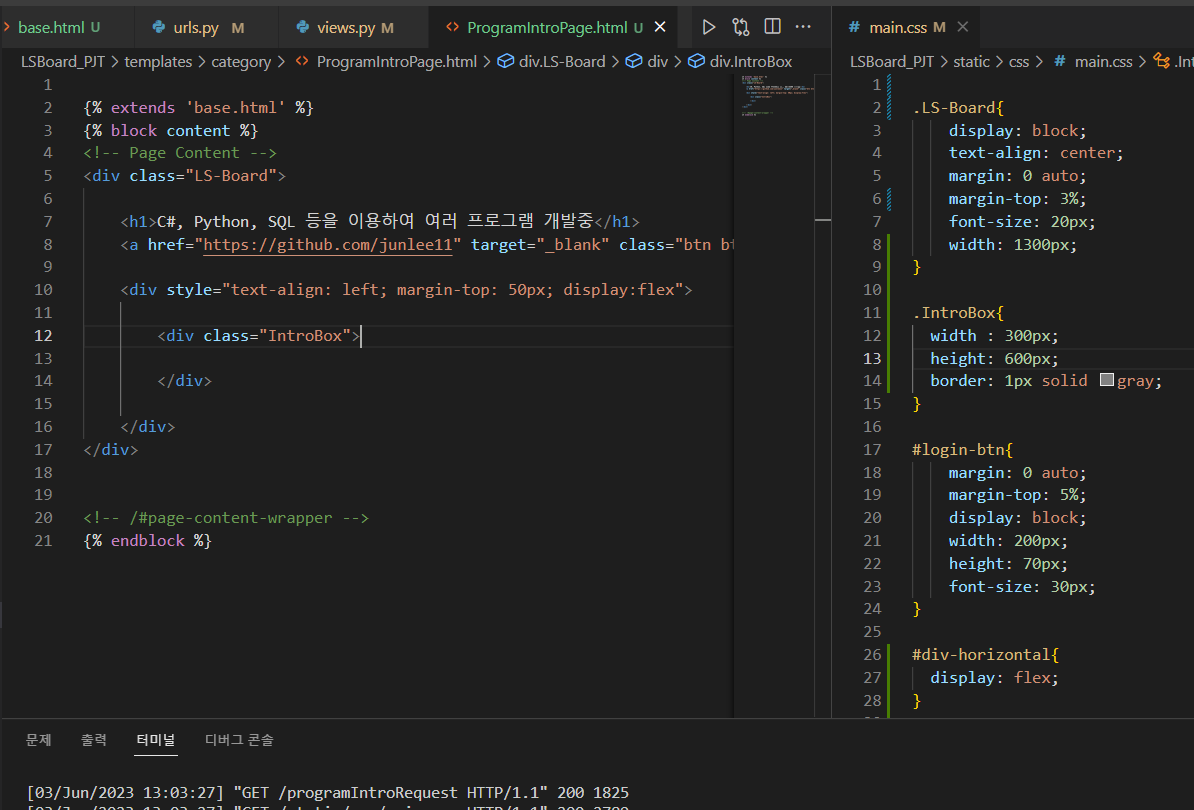 base.html U urls.py M views.py M ProgramIntroPage.html U
LSBoard_PJT > templates > category > ProgramIntroPage.html > div.LS-Board > div > div.IntroBox
1
2 {% extends 'base.html' %}
3 {% block content %}
4 <!-- Page Content -->
5 <div class="LS-Board">
6
7 <h1>C#, Python, SQL 등을 이용하여 여러 프로그램 개발중</h1>
8 <a href="https://github.com/junlee11" target="_blank" class="btn bt
9
10 <div style="text-align: left; margin-top: 50px; display:flex">
11
12 <div class="IntroBox">
13
14 </div>
15
16 </div>
17 </div>
18
19
20 <!-- /#page-content-wrapper -->
21 {% endblock %}
# main.css M
LSBoard_PJT > static > css > # main.css > .Int
1
2 .LS-Board{
3 display: block;
4 text-align: center;
5 margin: 0 auto;
6 margin-top: 3%;
7 font-size: 20px;
8 width: 1300px;
9 }
10
11 .IntroBox{
12 width : 300px;
13 height: 600px;
14 border: 1px solid gray;
15 }
16
17 #login-btn{
18 margin: 0 auto;
19 margin-top: 5%;
20 display: block;
21 width: 200px;
22 height: 70px;
23 font-size: 30px;
24 }
25
26 #div-horizontal{
27 display: flex;
28 }
문제 출력 터미널 디버그 콘솔
[03/Jun/2023 13:03:27] "GET /programIntroRequest HTTP/1.1" 200 1825